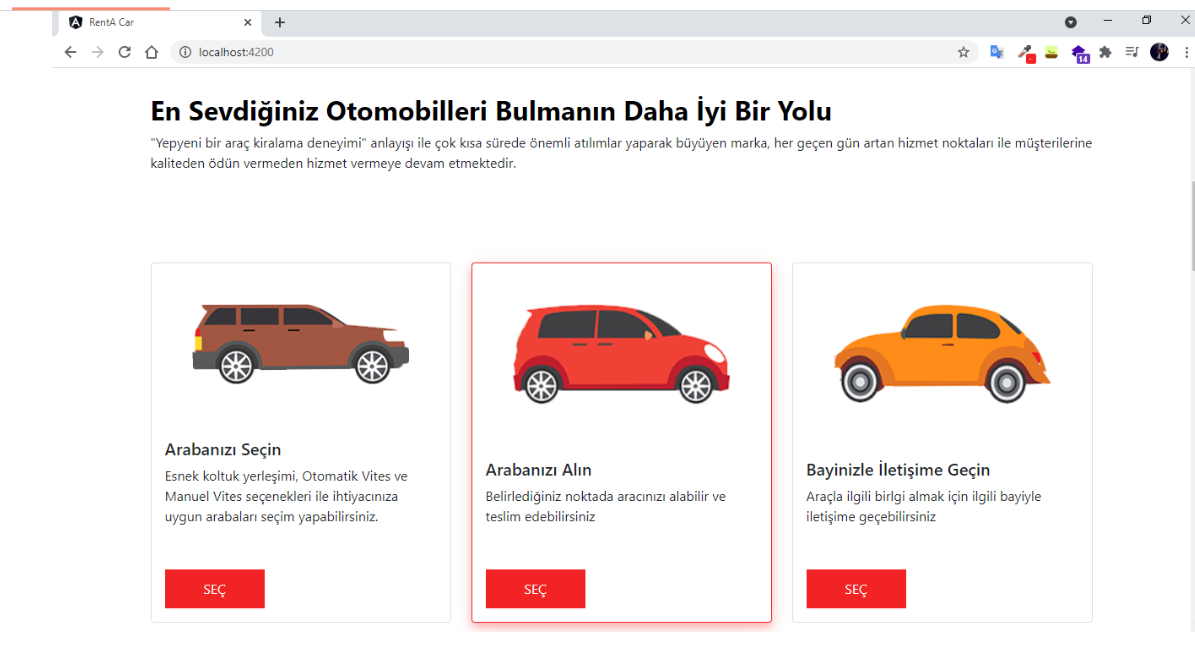 RentA Car
localhost:4200
14
En Sevdiğiniz Otomobilleri Bulmanın Daha İyi Bir Yolu
"Yepyeni bir araç kiralama deneyimi" anlayışı ile çok kısa sürede önemli atılımlar yaparak büyüyen marka, her geçen gün artan hizmet noktaları ile müşterilerine
kaliteden ödün vermeden hizmet vermeye devam etmektedir.
Arabanızı Seçin
Esnek koltuk yerleşimi, Otomatik Vites ve
Manuel Vites seçenekleri ile ihtiyacınıza
uygun arabaları seçim yapabilirsiniz.
SEÇ
Arabanızı Alın
Belirlediğiniz noktada aracınızı alabilir ve
teslim edebilirsiniz
SEÇ
Bayinizle İletişime Geçin
Araçla ilgili birlgi almak için ilgili bayiyle
iletişime geçebilirsiniz
SEÇ